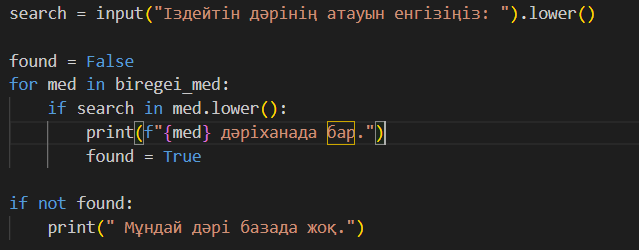 search = input("Іздейтін дәрінің атауын енгізіңіз: ").lower()
found = False
for med in biregei_med:
    if search in med.lower():
        print(f"{med} дәріханада бар.")
        found = True
if not found:
    print(" Мұндай дәрі базада жоқ.")